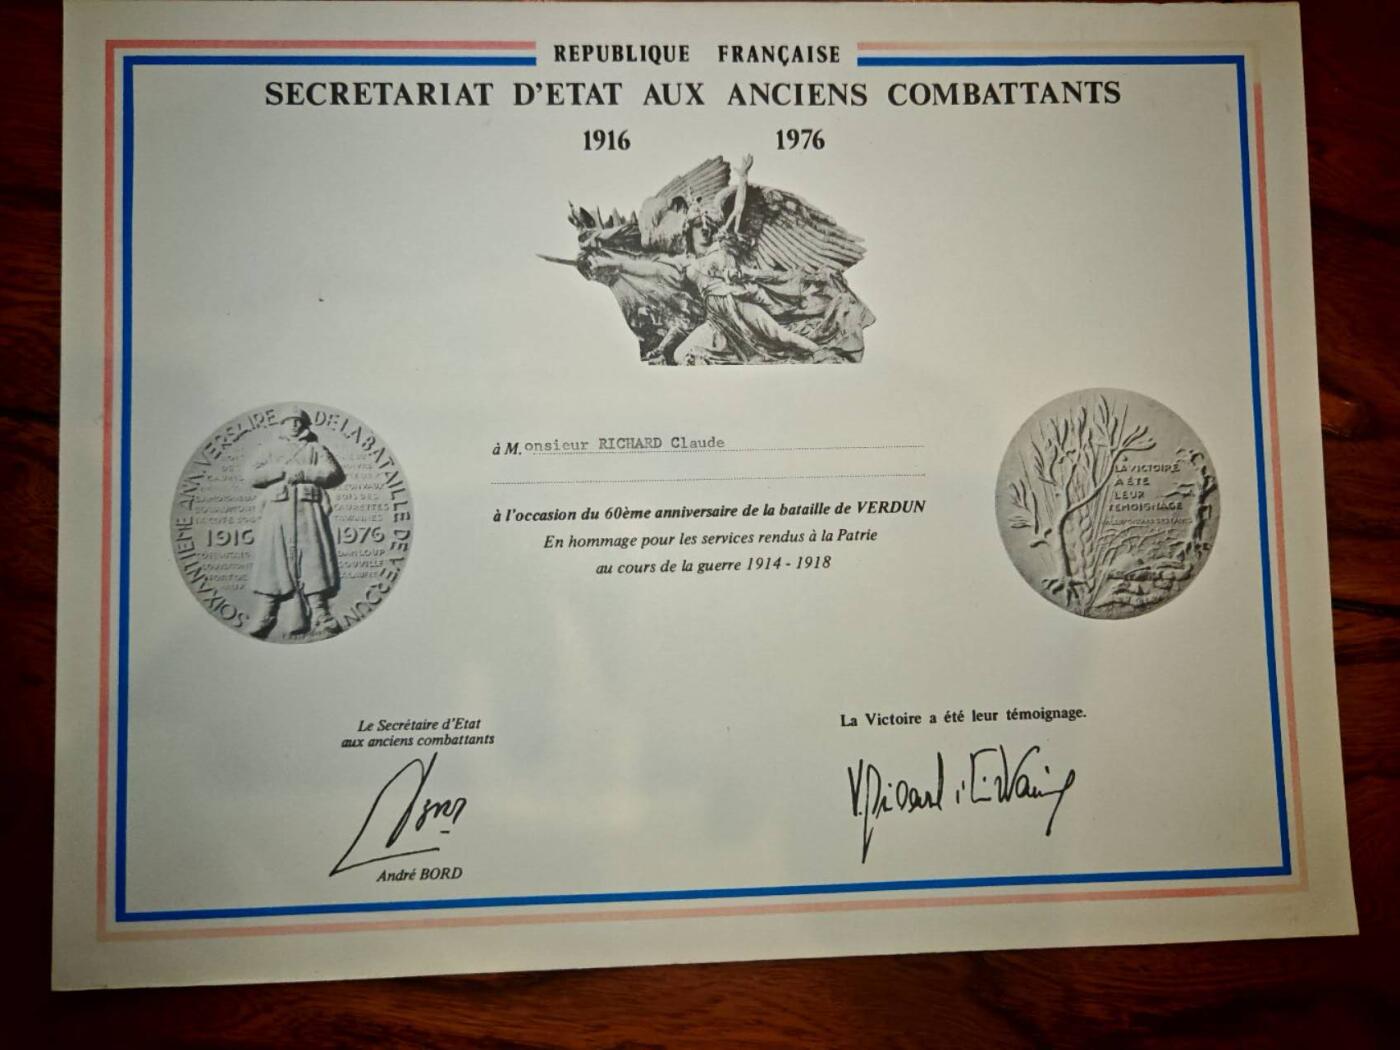 REPUBLIQUE FRANÇAISE
SECRETARIAT D'ETAT AUX ANCIENS COMBATTANTS
1916 1976
à M. onsieur RICHARD Claude
SOIXANTIEME ANNIVERSAIRE DE LA BATAILLE DE VERDUN
1916 1976
LA VICTOIRE
A ÉTÉ
LEUR
TEMOIGNAGE
à l'occasion du 60ème anniversaire de la bataille de VERDUN
En hommage pour les services rendus à la Patrie
au cours de la guerre 1914 - 1918
Le Secrétaire d'Etat
aux anciens combattants
André BORD
La Victoire a été leur témoignage.